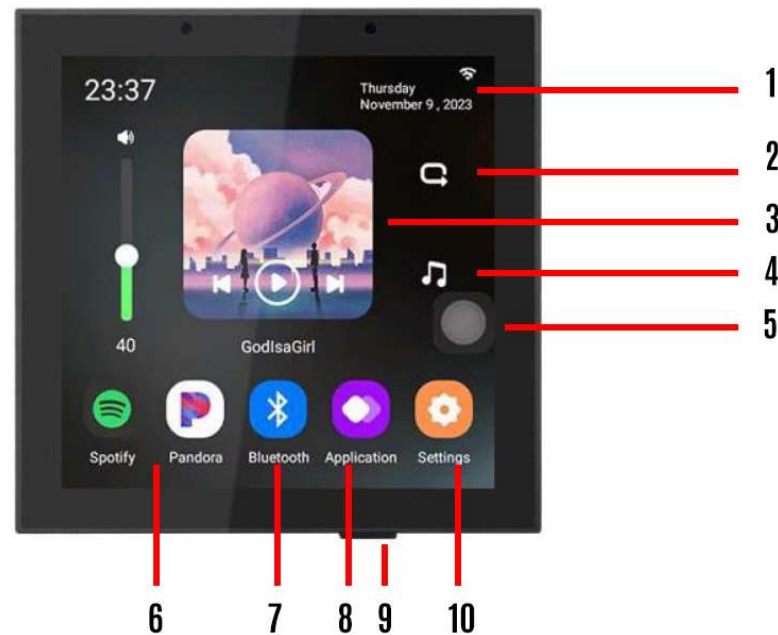 23:37
Thursday
November 9 , 2023
1
2
3
4
5
40
GodIsaGirl
Spotify
Pandora
Bluetooth
Application
Settings
6
7
8
9
10